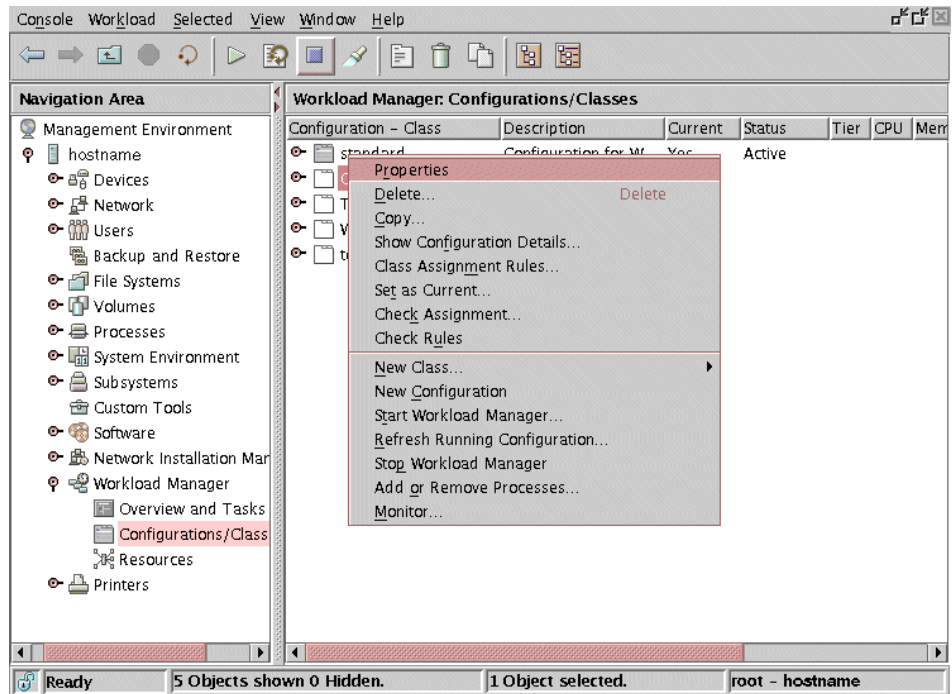 Console Workload Selected View Window Help
Navigation Area
Workload Manager: Configurations/Classes
Management Environment
hostname
Devices
Network
Users
Backup and Restore
File Systems
Volumes
Processes
System Environment
Subsystems
Custom Tools
Software
Network Installation Man
Workload Manager
Overview and Tasks
Configurations/Class
Resources
Printers
Configuration - Class Description Current Status Tier CPU Mem
standard Configuration for W Yes Active
Properties
Delete... Delete
Copy...
Show Configuration Details...
Class Assignment Rules...
Set as Current...
Check Assignment...
Check Rules
New Class...
New Configuration
Start Workload Manager...
Refresh Running Configuration...
Stop Workload Manager
Add or Remove Processes...
Monitor...
Ready 5 Objects shown 0 Hidden. 1 Object selected. root - hostname